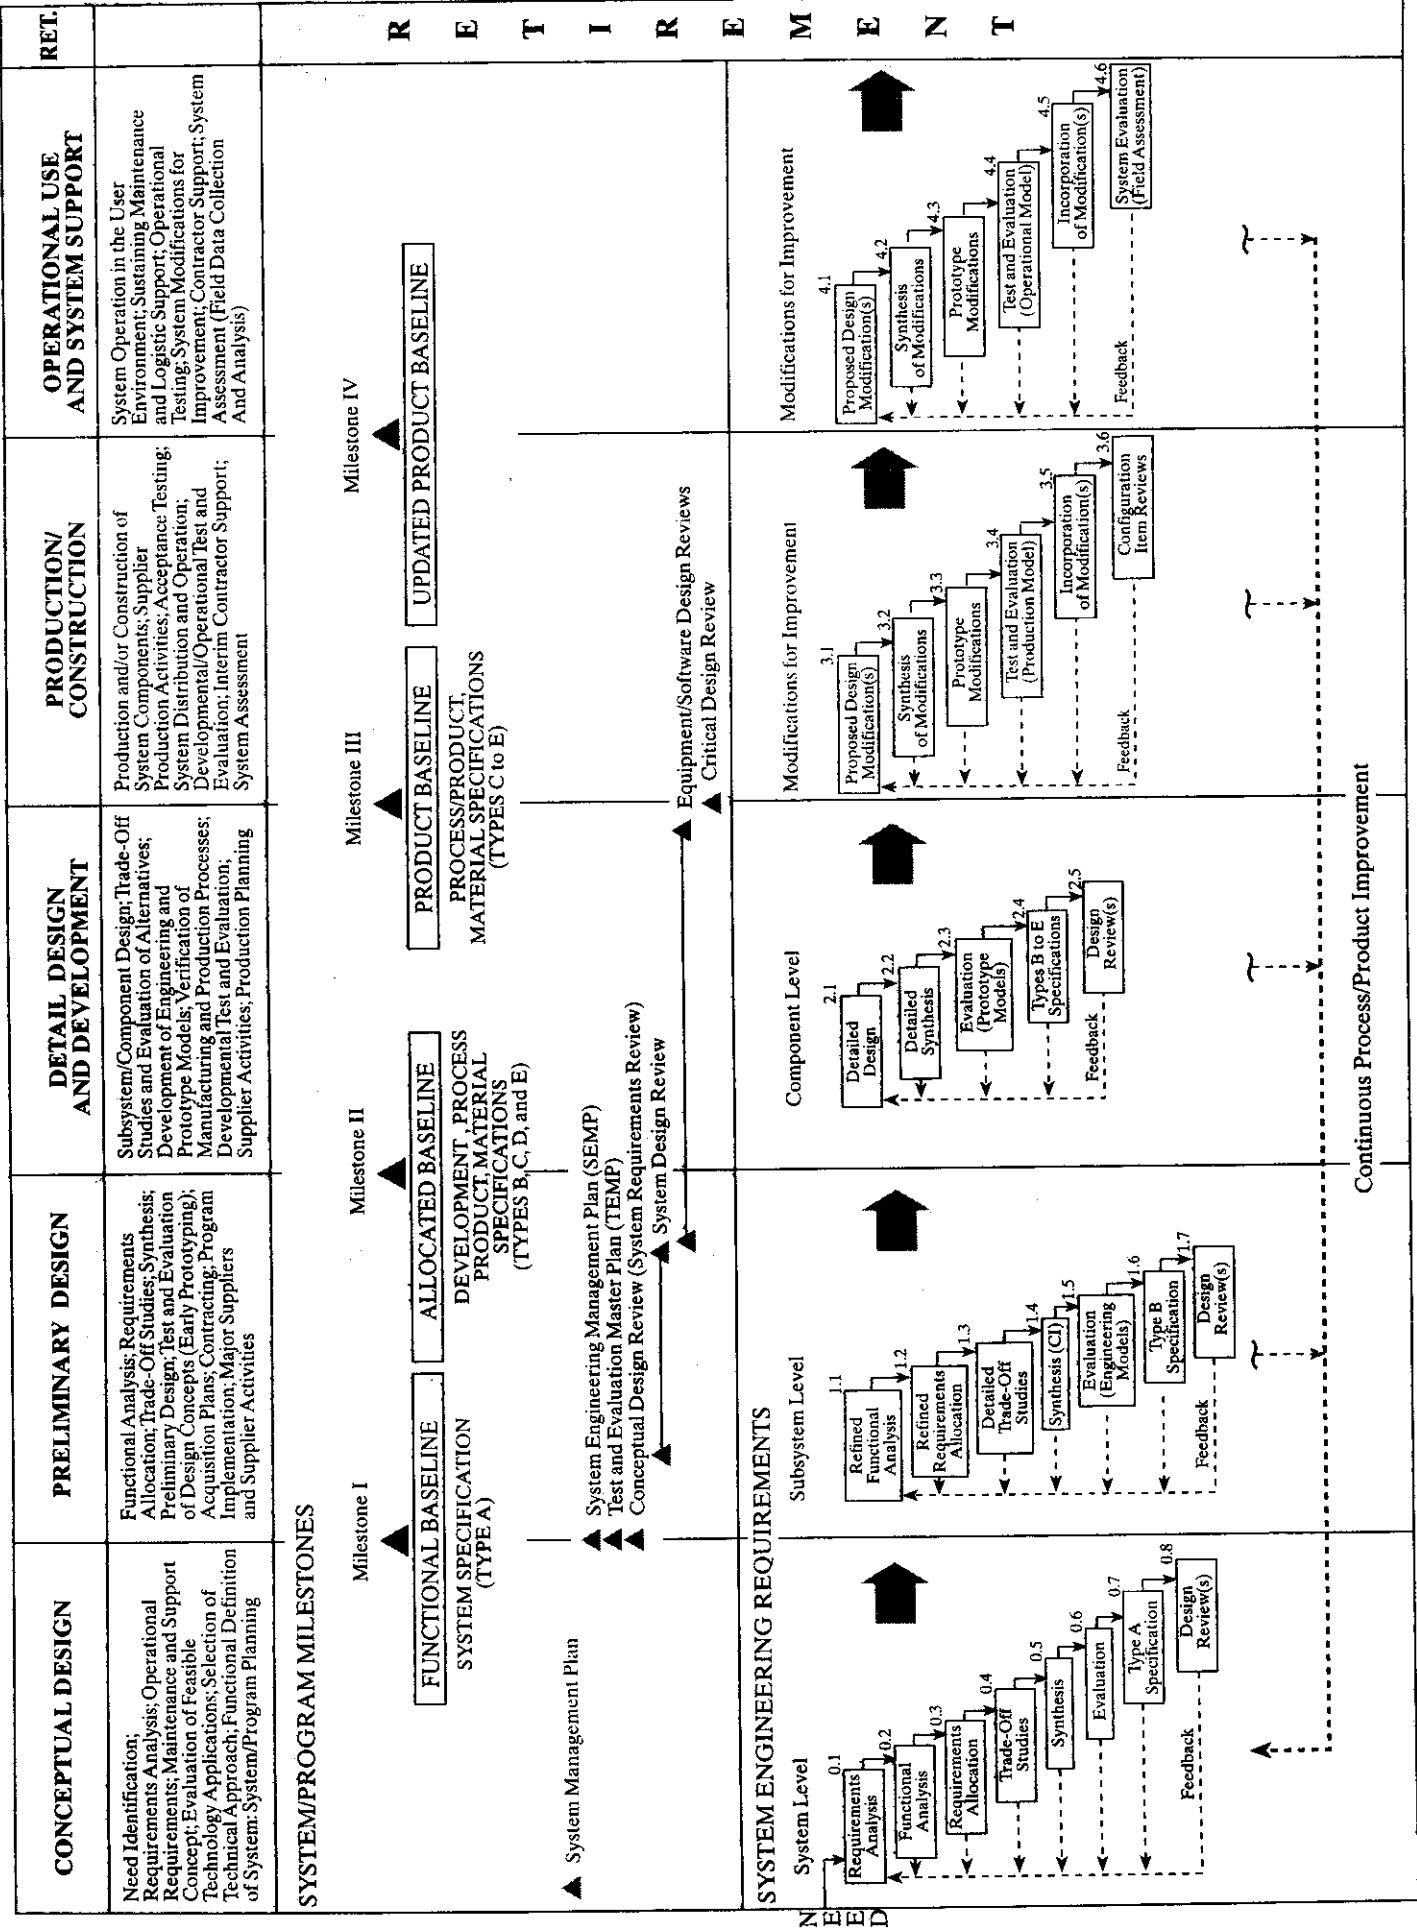 CONCEPTUAL DESIGN
PRELIMINARY DESIGN
DETAIL DESIGN
AND DEVELOPMENT
PRODUCTION/
CONSTRUCTION
OPERATIONAL USE
AND SYSTEM SUPPORT
RET.
Need Identification;
Requirements Analysis; Operational
Requirements; Maintenance and Support
Concept; Evaluation of Feasible
Technology Applications; Selection of
Technical Approach; Functional Definition
of System: System/Program Planning
Functional Analysis; Requirements
Allocation; Trade-Off Studies; Synthesis;
Preliminary Design; Test and Evaluation
of Design Concepts (Early Prototyping);
Acquisition Plans; Contracting; Program
Implementation; Major Suppliers
and Supplier Activities
Subsystem/Component Design; Trade-Off
Studies and Evaluation of Alternatives;
Development of Engineering and
Prototype Models; Verification of
Manufacturing and Production Processes;
Developmental Test and Evaluation;
Supplier Activities; Production Planning
Production and/or Construction of
System Components; Supplier
Production Activities; Acceptance Testing;
System Distribution and Operation;
Developmental/Operational Test and
Evaluation; Interim Contractor Support;
System Assessment
System Operation in the User
Environment; Sustaining Maintenance
and Logistic Support; Operational
Testing; System Modifications for
Improvement; Contractor Support; System
Assessment (Field Data Collection
And Analysis)
SYSTEM/PROGRAM MILESTONES
Milestone I
Milestone II
Milestone III
Milestone IV
FUNCTIONAL BASELINE
ALLOCATED BASELINE
PRODUCT BASELINE
UPDATED PRODUCT BASELINE
SYSTEM SPECIFICATION
(TYPE A)
DEVELOPMENT, PROCESS
PRODUCT, MATERIAL
SPECIFICATIONS
(TYPES B, C, D, and E)
PROCESS/PRODUCT,
MATERIAL SPECIFICATIONS
(TYPES C to E)
System Management Plan
System Engineering Management Plan (SEMP)
Test and Evaluation Master Plan (TEMP)
Conceptual Design Review (System Requirements Review)
System Design Review
Equipment/Software Design Reviews
Critical Design Review
RETIREMENT
SYSTEM ENGINEERING REQUIREMENTS
NEED
System Level
0.1
Requirements
Analysis
0.2
Functional
Analysis
0.3
Requirements
Allocation
0.4
Trade-Off
Studies
0.5
Synthesis
0.6
Evaluation
0.7
Type A
Specification
0.8
Design
Review(s)
Feedback
Subsystem Level
1.1
Refined
Functional
Analysis
1.2
Refined
Requirements
Allocation
1.3
Detailed
Trade-Off
Studies
1.4
Synthesis (CI)
1.5
Evaluation
(Engineering
Models)
1.6
Type B
Specification
1.7
Design
Review(s)
Feedback
Component Level
2.1
Detailed
Design
2.2
Detailed
Synthesis
2.3
Evaluation
(Prototype
Models)
2.4
Types B to E
Specifications
2.5
Design
Review(s)
Feedback
Modifications for Improvement
3.1
Proposed Design
Modification(s)
3.2
Synthesis
of Modifications
3.3
Prototype
Modifications
3.4
Test and Evaluation
(Production Model)
3.5
Incorporation
of Modification(s)
3.6
Configuration
Item Reviews
Feedback
Modifications for Improvement
4.1
Proposed Design
Modification(s)
4.2
Synthesis
of Modifications
4.3
Prototype
Modifications
4.4
Test and Evaluation
(Operational Model)
4.5
Incorporation
of Modification(s)
4.6
System Evaluation
(Field Assessment)
Feedback
Continuous Process/Product Improvement